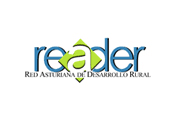 reader
RED ASTURIANA DE DESARROLLO RURAL